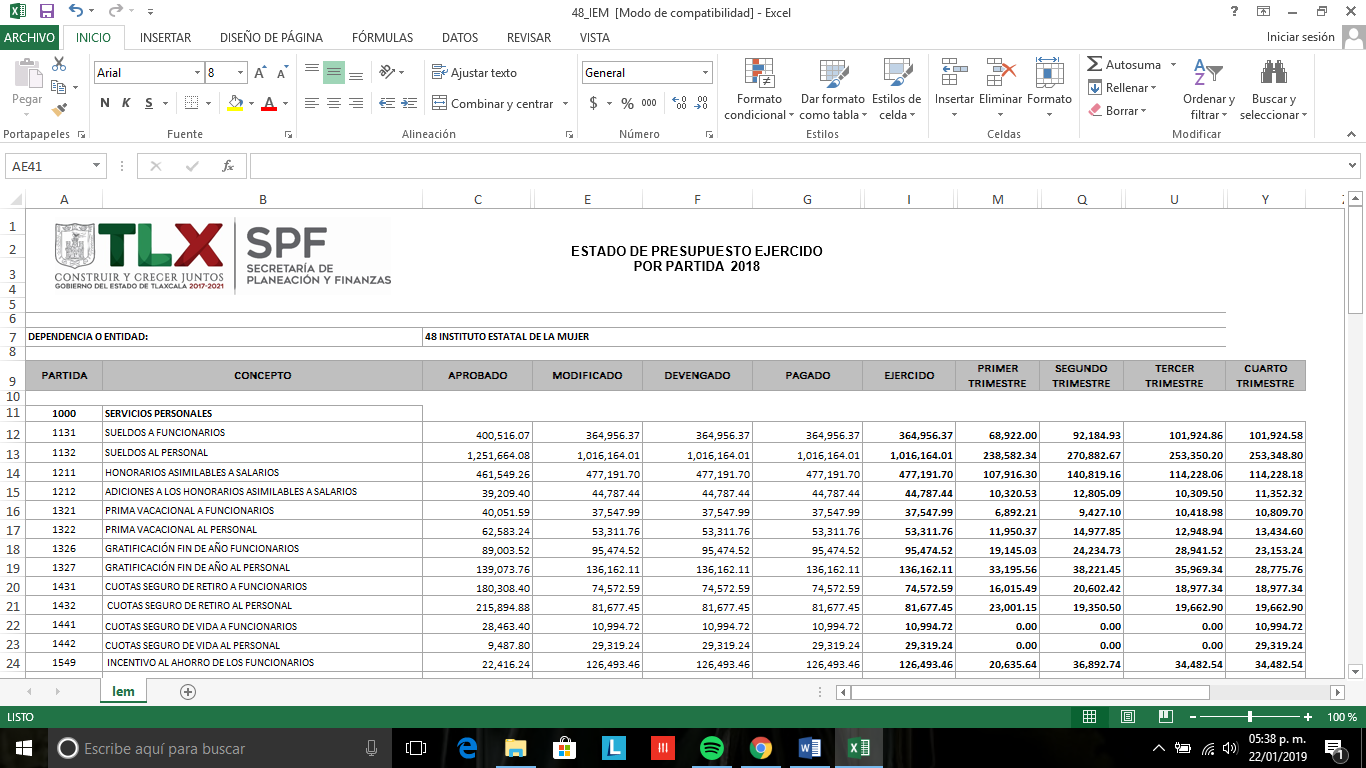 48_IEM [Modo de compatibilidad] - Excel
ARCHIVO INICIO INSERTAR DISEÑO DE PÁGINA FÓRMULAS DATOS REVISAR VISTA Iniciar sesión
Pegar
Arial 8
N K S
Ajustar texto
Combinar y centrar
General
$ % 000
Formato condicional
Dar formato como tabla
Estilos de celda
Insertar Eliminar Formato
Autosuma
Rellenar
Borrar
Ordenar y filtrar
Buscar y seleccionar
Portapapeles Fuente Alineación Número Estilos Celdas Modificar
AE41 fx
A B C E F G I M Q U Y
TLX
CONSTRUIR Y CRECER JUNTOS
GOBIERNO DEL ESTADO DE TLAXCALA 2017-2021
SPF
SECRETARÍA DE
PLANEACIÓN Y FINANZAS
1
2 ESTADO DE PRESUPUESTO EJERCIDO
3 POR PARTIDA 2018
4
5
6
7 DEPENDENCIA O ENTIDAD: 48 INSTITUTO ESTATAL DE LA MUJER
8
9 PARTIDA CONCEPTO APROBADO MODIFICADO DEVENGADO PAGADO EJERCIDO PRIMER TRIMESTRE SEGUNDO TRIMESTRE TERCER TRIMESTRE CUARTO TRIMESTRE
10
11 1000 SERVICIOS PERSONALES
12 1131 SUELDOS A FUNCIONARIOS 400,516.07 364,956.37 364,956.37 364,956.37 364,956.37 68,922.00 92,184.93 101,924.86 101,924.58
13 1132 SUELDOS AL PERSONAL 1,251,664.08 1,016,164.01 1,016,164.01 1,016,164.01 1,016,164.01 238,582.34 270,882.67 253,350.20 253,348.80
14 1211 HONORARIOS ASIMILABLES A SALARIOS 461,549.26 477,191.70 477,191.70 477,191.70 477,191.70 107,916.30 140,819.16 114,228.06 114,228.18
15 1212 ADICIONES A LOS HONORARIOS ASIMILABLES A SALARIOS 39,209.40 44,787.44 44,787.44 44,787.44 44,787.44 10,320.53 12,805.09 10,309.50 11,352.32
16 1321 PRIMA VACACIONAL A FUNCIONARIOS 40,051.59 37,547.99 37,547.99 37,547.99 37,547.99 6,892.21 9,427.10 10,418.98 10,809.70
17 1322 PRIMA VACACIONAL AL PERSONAL 62,583.24 53,311.76 53,311.76 53,311.76 53,311.76 11,950.37 14,977.85 12,948.94 13,434.60
18 1326 GRATIFICACIÓN FIN DE AÑO FUNCIONARIOS 89,003.52 95,474.52 95,474.52 95,474.52 95,474.52 19,145.03 24,234.73 28,941.52 23,153.24
19 1327 GRATIFICACIÓN FIN DE AÑO AL PERSONAL 139,073.76 136,162.11 136,162.11 136,162.11 136,162.11 33,195.56 38,221.45 35,969.34 28,775.76
20 1431 CUOTAS SEGURO DE RETIRO A FUNCIONARIOS 180,308.40 74,572.59 74,572.59 74,572.59 74,572.59 16,015.49 20,602.42 18,977.34 18,977.34
21 1432 CUOTAS SEGURO DE RETIRO AL PERSONAL 215,894.88 81,677.45 81,677.45 81,677.45 81,677.45 23,001.15 19,350.50 19,662.90 19,662.90
22 1441 CUOTAS SEGURO DE VIDA A FUNCIONARIOS 28,463.40 10,994.72 10,994.72 10,994.72 10,994.72 0.00 0.00 0.00 10,994.72
23 1442 CUOTAS SEGURO DE VIDA AL PERSONAL 9,487.80 29,319.24 29,319.24 29,319.24 29,319.24 0.00 0.00 0.00 29,319.24
24 1549 INCENTIVO AL AHORRO DE LOS FUNCIONARIOS 22,416.24 126,493.46 126,493.46 126,493.46 126,493.46 20,635.64 36,892.74 34,482.54 34,482.54
Iem
LISTO 100 %
Escribe aquí para buscar
05:38 p. m.
22/01/2019
1